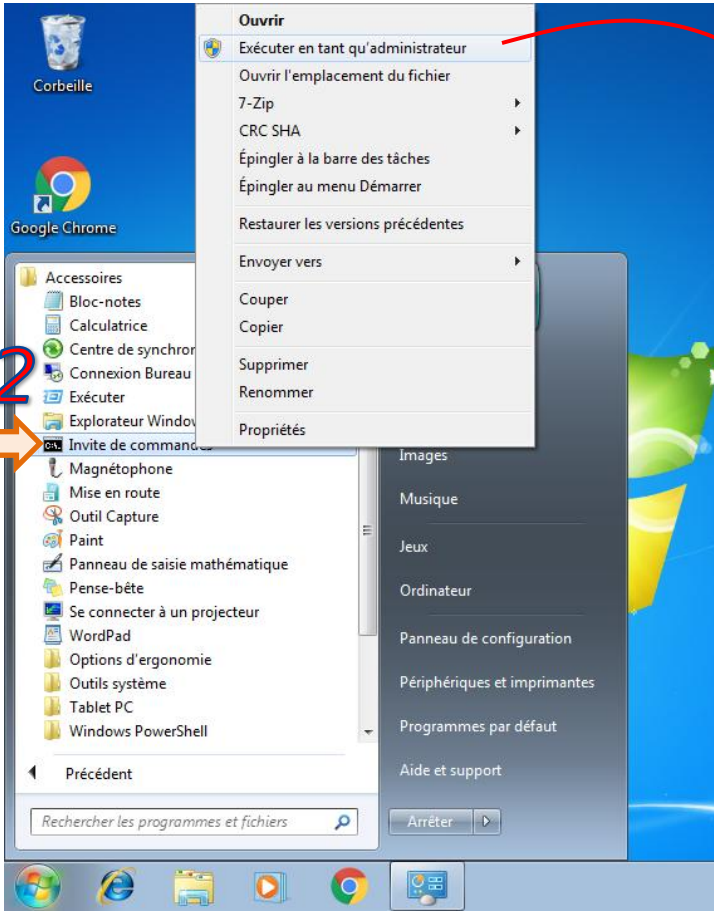 Corbeille
Google Chrome
Ouvrir
Exécuter en tant qu'administrateur
Ouvrir l'emplacement du fichier
7-Zip
CRC SHA
Épingler à la barre des tâches
Épingler au menu Démarrer
Restaurer les versions précédentes
Envoyer vers
Couper
Copier
Supprimer
Renommer
Propriétés
2
Accessoires
Bloc-notes
Calculatrice
Centre de synchror
Connexion Bureau
Exécuter
Explorateur Window
Invite de commandes
Magnétophone
Mise en route
Outil Capture
Paint
Panneau de saisie mathématique
Pense-bête
Se connecter à un projecteur
WordPad
Options d'ergonomie
Outils système
Tablet PC
Windows PowerShell
Précédent
Rechercher les programmes et fichiers
Images
Musique
Jeux
Ordinateur
Panneau de configuration
Périphériques et imprimantes
Programmes par défaut
Aide et support
Arrêter